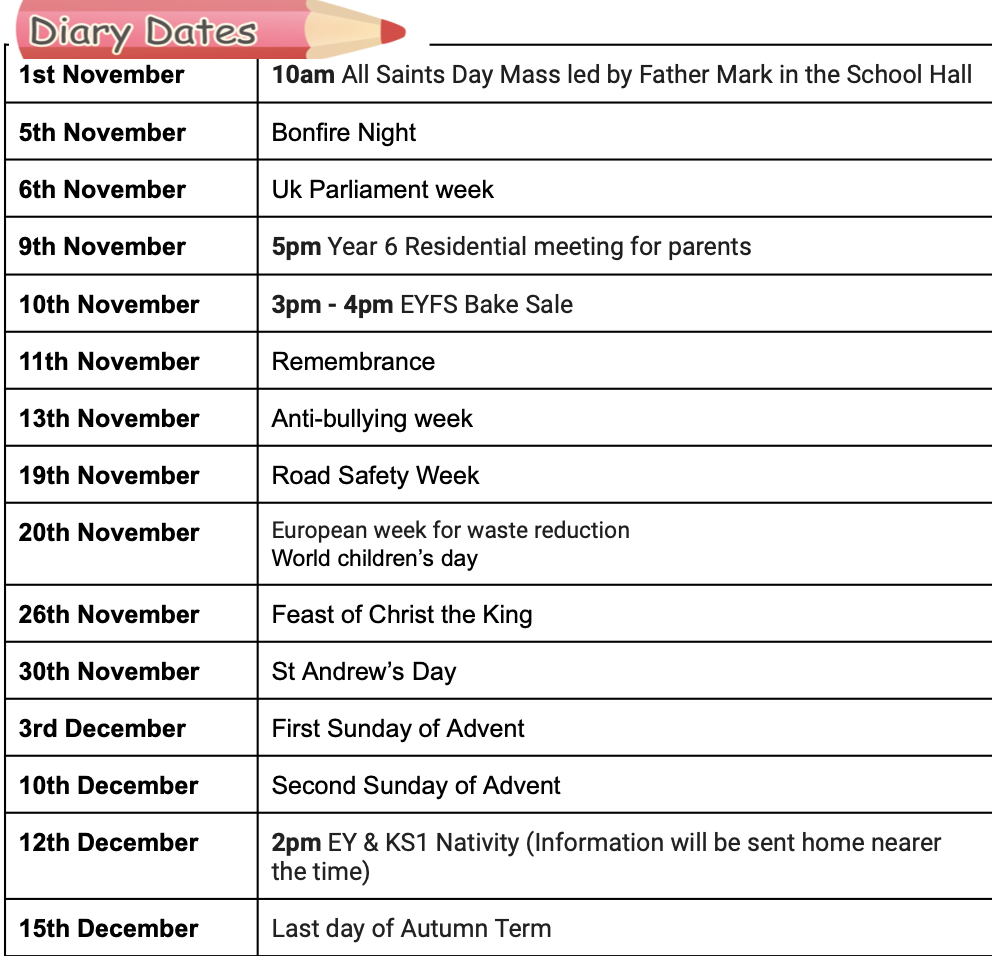 Diary Dates
1st November 10am All Saints Day Mass led by Father Mark in the School Hall
5th November Bonfire Night
6th November Uk Parliament week
9th November 5pm Year 6 Residential meeting for parents
10th November 3pm - 4pm EYFS Bake Sale
11th November Remembrance
13th November Anti-bullying week
19th November Road Safety Week
20th November European week for waste reduction
World children’s day
26th November Feast of Christ the King
30th November St Andrew’s Day
3rd December First Sunday of Advent
10th December Second Sunday of Advent
12th December 2pm EY & KS1 Nativity (Information will be sent home nearer
the time)
15th December Last day of Autumn Term